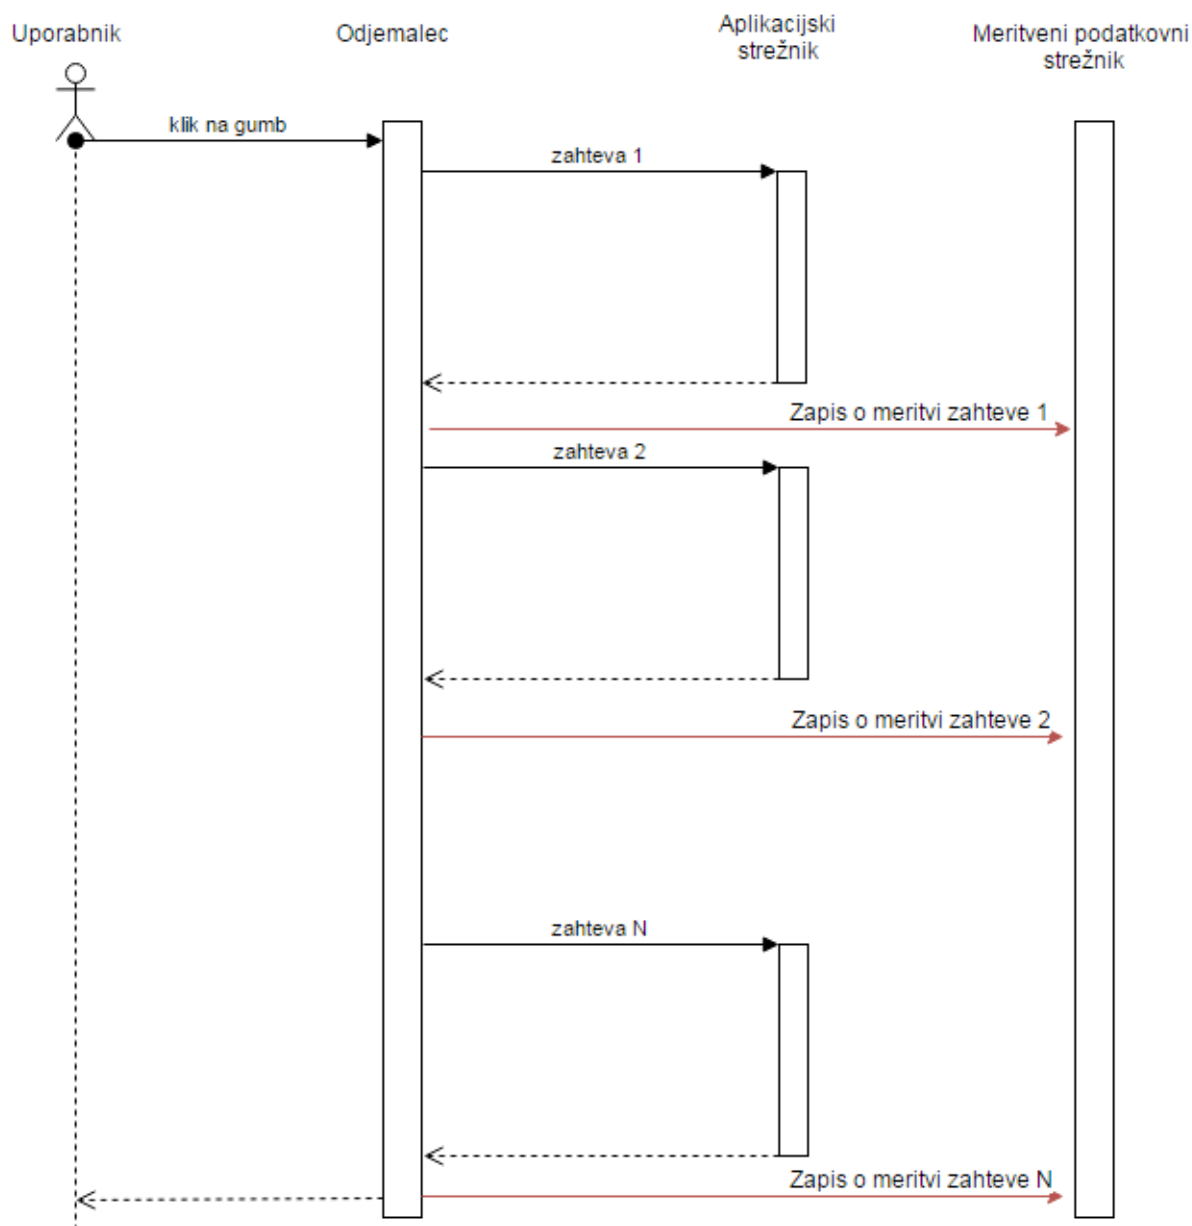 Uporabnik
Odjemalec
Aplikacijski
strežnik
Meritveni podatkovni
strežnik
klik na gumb
zahteva 1
Zapis o meritvi zahteve 1
zahteva 2
Zapis o meritvi zahteve 2
zahteva N
Zapis o meritvi zahteve N